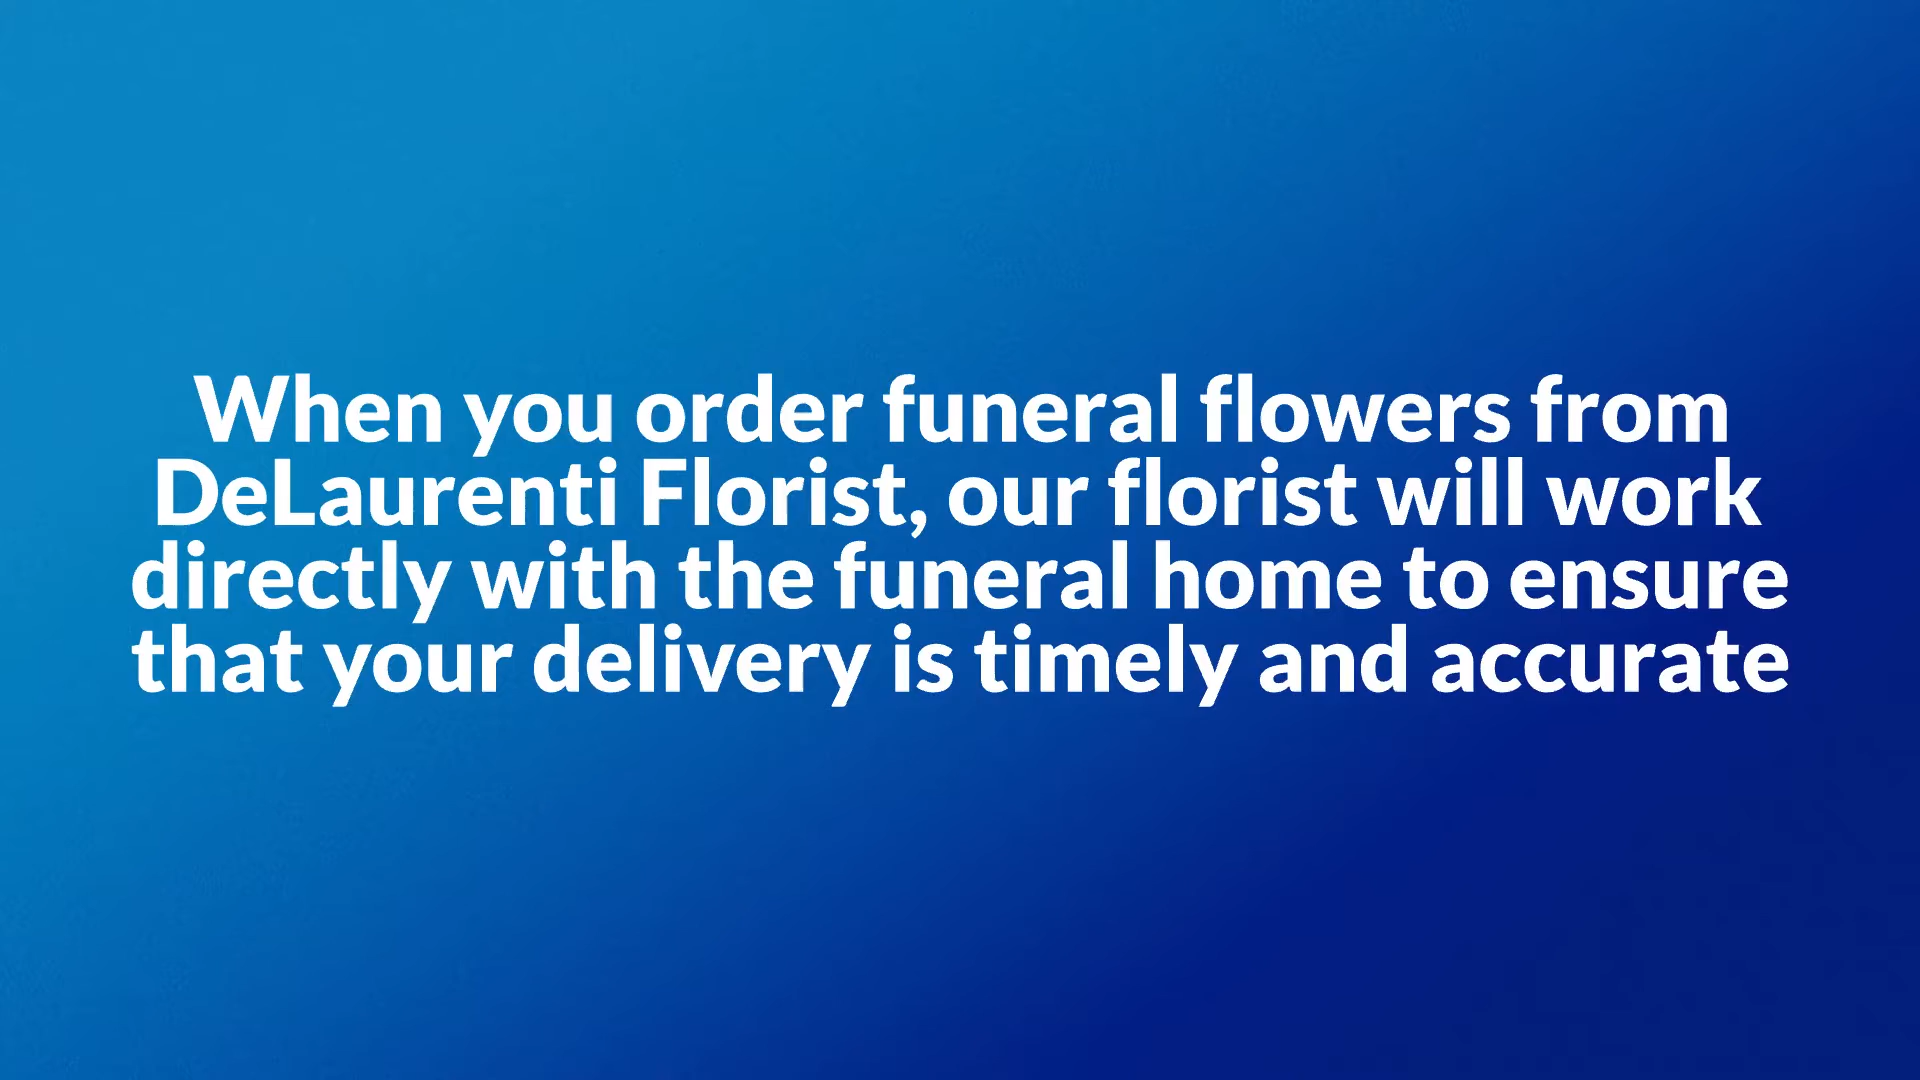 When you order funeral flowers from
DeLaurenti Florist, our florist will work
directly with the funeral home to ensure
that your delivery is timely and accurate